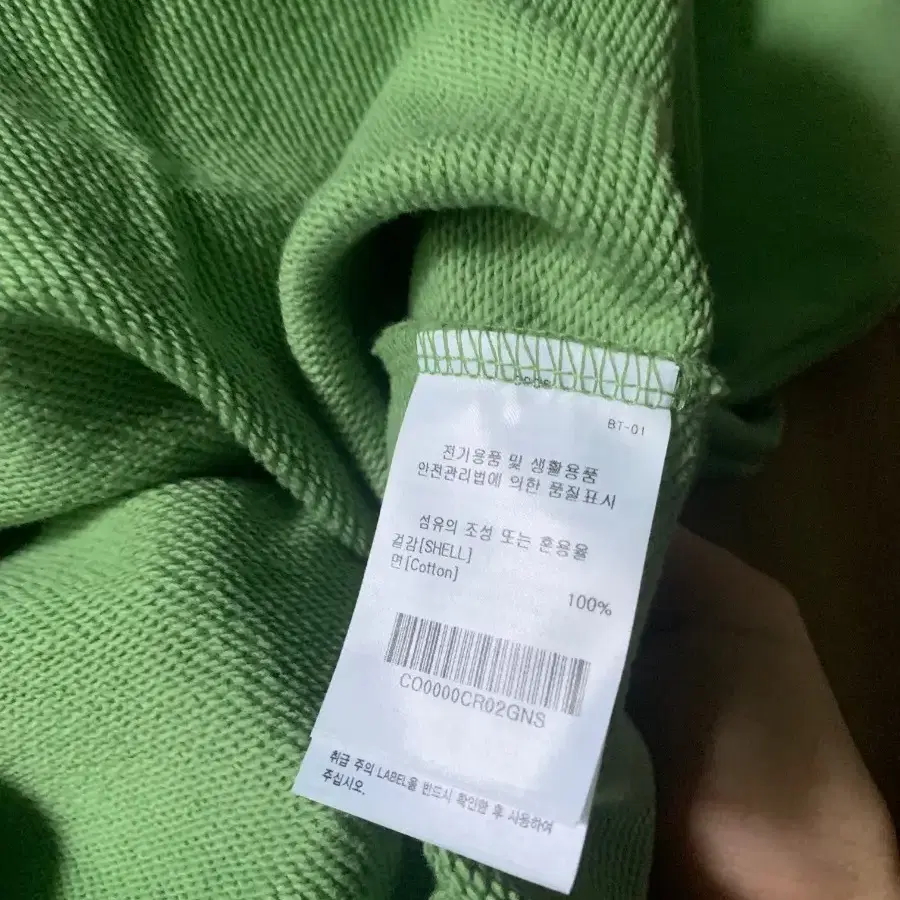 BT-01
전기용품 및 생활용품
안전관리법에 의한 품질표시
섬유의 조성 또는 혼용율
겉감[SHELL]
면[Cotton]
100%
CO0000CR02GNS
취급 주의 LABEL을 반드시 확인한 후 사용하여
주십시오.